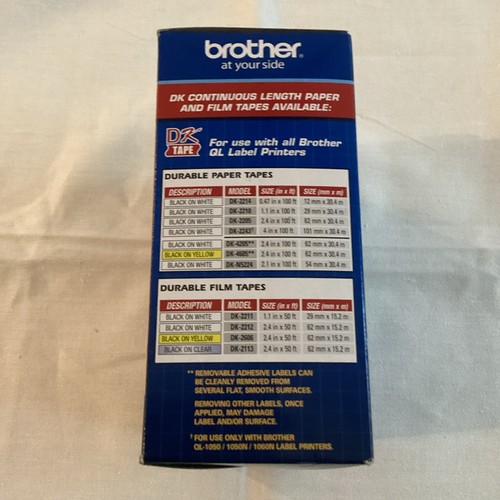 brother®
at your side
DK CONTINUOUS LENGTH PAPER
AND FILM TAPES AVAILABLE:
DK TAPE
For use with all Brother
QL Label Printers
DURABLE PAPER TAPES
DESCRIPTION MODEL SIZE (in x ft) SIZE (mm x m)
BLACK ON WHITE DK-2214 0.47 in x 100 ft 12 mm x 30.4 m
BLACK ON WHITE DK-2210 1.1 in x 100 ft 29 mm x 30.4 m
BLACK ON WHITE DK-2205 2.4 in x 100 ft 62 mm x 30.4 m
BLACK ON WHITE DK-2243† 4 in x 100 ft 101 mm x 30.4 m
BLACK ON WHITE DK-4205** 2.4 in x 100 ft 62 mm x 30.4 m
BLACK ON YELLOW DK-4605** 2.4 in x 100 ft 62 mm x 30.4 m
BLACK ON WHITE DK-N5224 2.1 in x 100 ft 54 mm x 30.4 m
DURABLE FILM TAPES
DESCRIPTION MODEL SIZE (in x ft) SIZE (mm x m)
BLACK ON WHITE DK-2211 1.1 in x 50 ft 29 mm x 15.2 m
BLACK ON WHITE DK-2212 2.4 in x 50 ft 62 mm x 15.2 m
BLACK ON YELLOW DK-2606 2.4 in x 50 ft 62 mm x 15.2 m
BLACK ON CLEAR DK-2113 2.4 in x 50 ft 62 mm x 15.2 m
** REMOVABLE ADHESIVE LABELS CAN
BE CLEANLY REMOVED FROM
SEVERAL FLAT, SMOOTH SURFACES.
REMOVING OTHER LABELS, ONCE
APPLIED, MAY DAMAGE
LABEL AND/OR SURFACE.
† FOR USE ONLY WITH BROTHER
QL-1050 / 1050N / 1060N LABEL PRINTERS.